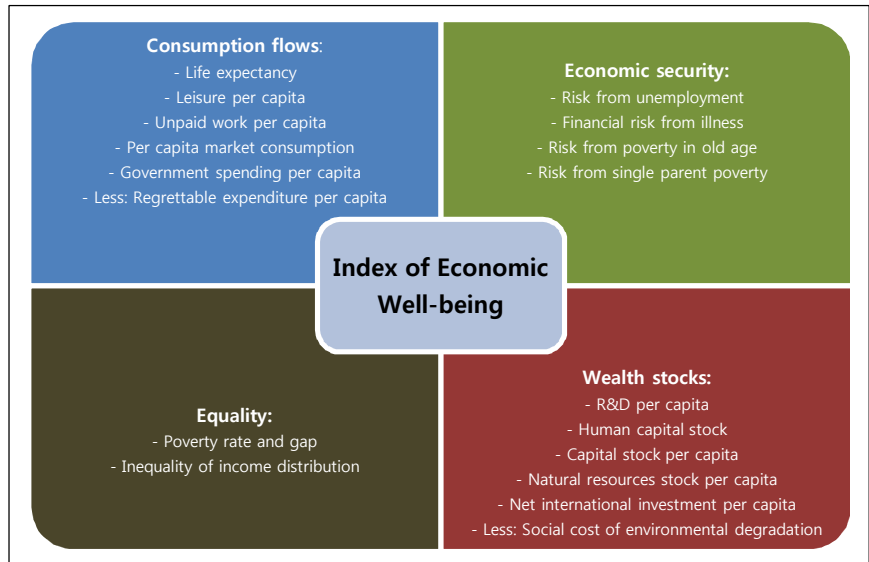 Consumption flows:
- Life expectancy
- Leisure per capita
- Unpaid work per capita
- Per capita market consumption
- Government spending per capita
- Less: Regrettable expenditure per capita
Economic security:
- Risk from unemployment
- Financial risk from illness
- Risk from poverty in old age
- Risk from single parent poverty
Index of Economic
Well-being
Equality:
- Poverty rate and gap
- Inequality of income distribution
Wealth stocks:
- R&D per capita
- Human capital stock
- Capital stock per capita
- Natural resources stock per capita
- Net international investment per capita
- Less: Social cost of environmental degradation